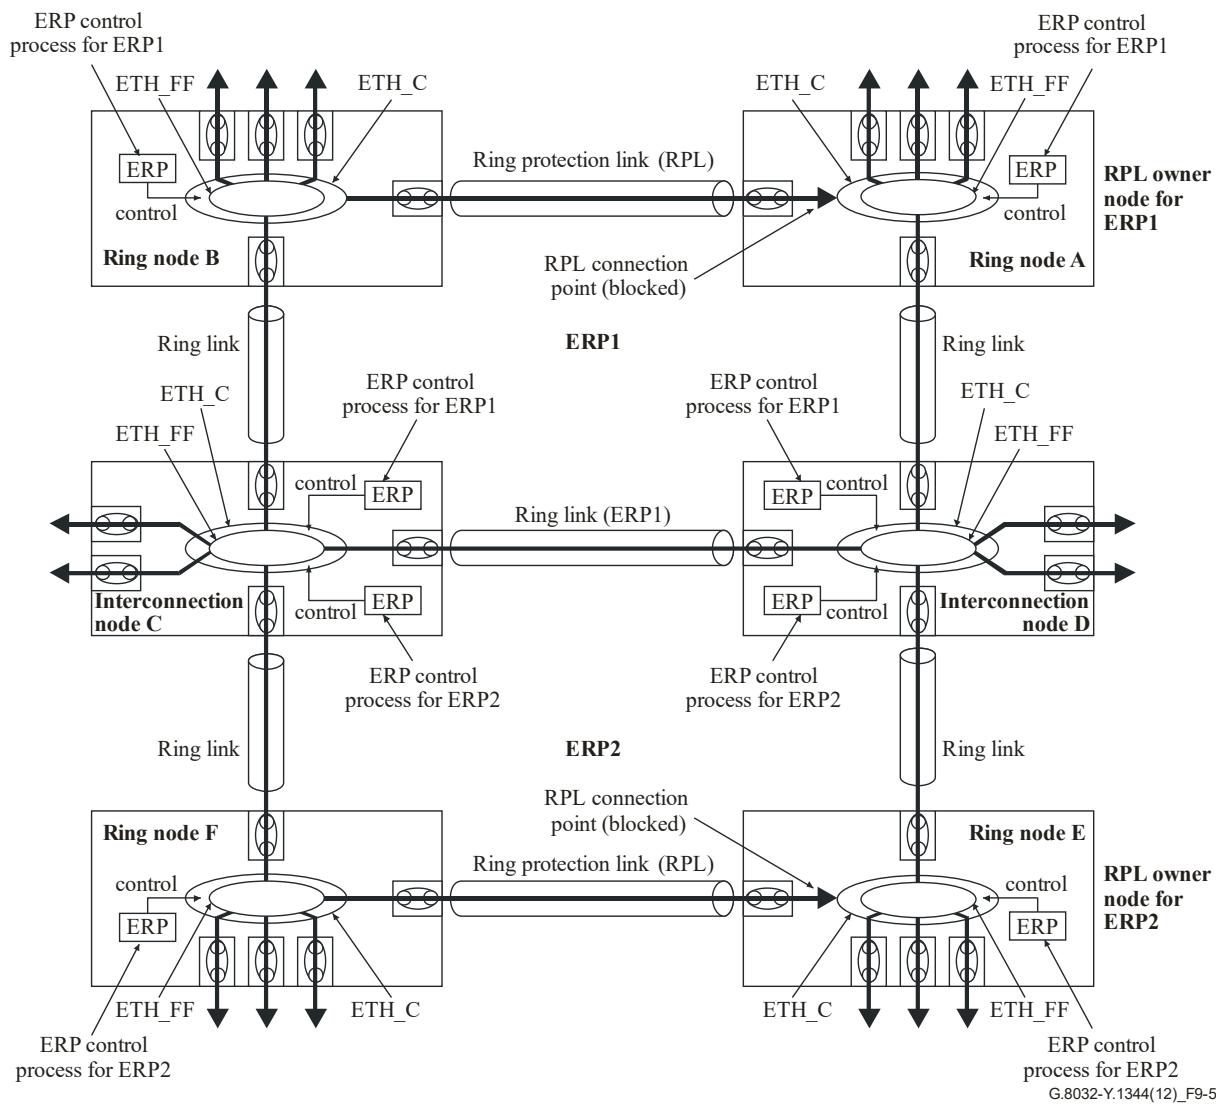 ERP control
process for ERP1
ERP control
process for ERP1
ETH_FF
ETH_C
ETH_C
ETH_FF
ERP
control
Ring node B
Ring protection link (RPL)
RPL connection
point (blocked)
ERP
control
Ring node A
RPL owner
node for
ERP1
Ring link
ERP1
Ring link
ETH_C
ETH_FF
ERP control
process for ERP1
ERP control
process for ERP1
ETH_C
ETH_FF
control
ERP
control
ERP
Interconnection
node C
Ring link (ERP1)
ERP
control
ERP
control
Interconnection
node D
ERP control
process for ERP2
ERP control
process for ERP2
Ring link
ERP2
Ring link
RPL connection
point (blocked)
Ring node F
control
ERP
Ring protection link (RPL)
Ring node E
control
ERP
RPL owner
node for
ERP2
ETH_FF
ETH_C
ETH_C
ETH_FF
ERP control
process for ERP2
ERP control
process for ERP2
G.8032-Y.1344(12)_F9-5